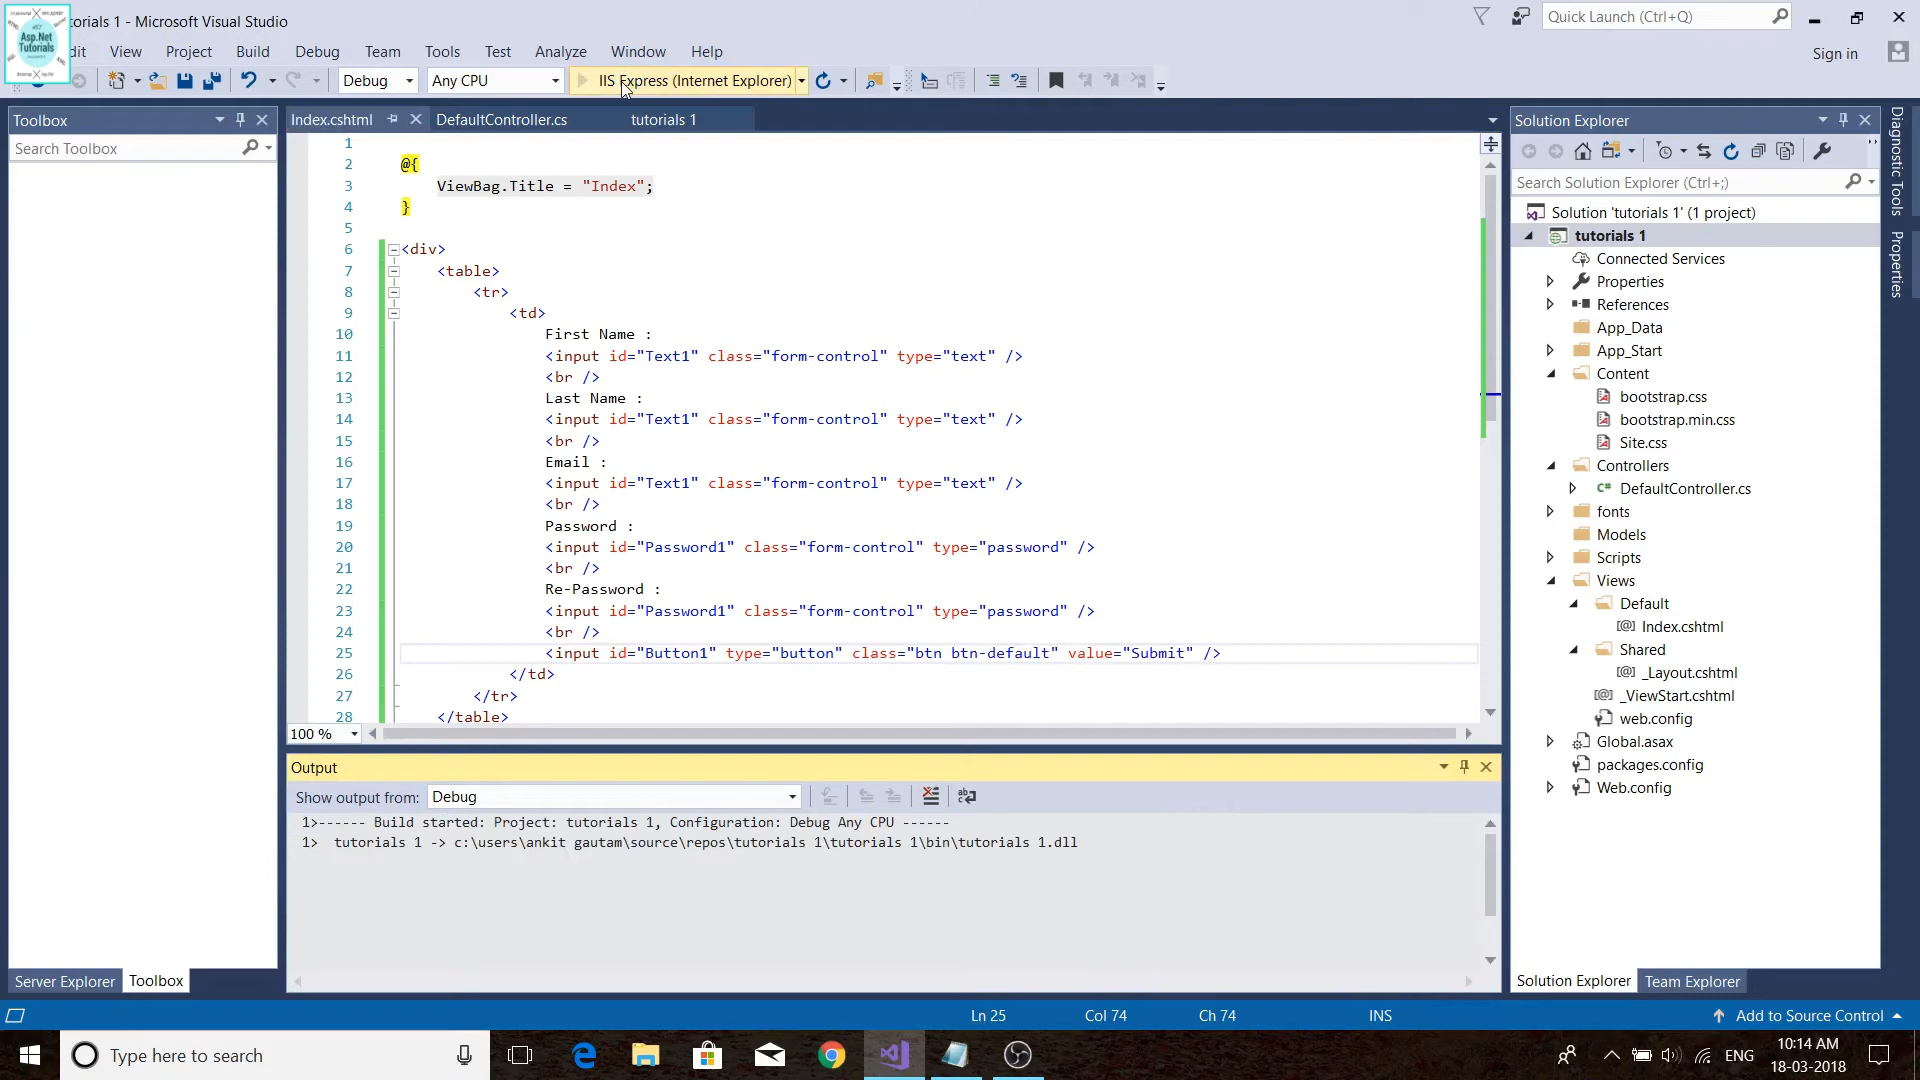 Asp.Net
Tutorials
torials 1 - Microsoft Visual Studio
Quick Launch (Ctrl+Q)
dit View Project Build Debug Team Tools Test Analyze Window Help
Sign in
Debug Any CPU IIS Express (Internet Explorer)
Toolbox
Search Toolbox
Index.cshtml DefaultController.cs tutorials 1
1
2 @{
3 ViewBag.Title = "Index";
4 }
5
6 <div>
7 <table>
8 <tr>
9 <td>
10 First Name :
11 <input id="Text1" class="form-control" type="text" />
12 <br />
13 Last Name :
14 <input id="Text1" class="form-control" type="text" />
15 <br />
16 Email :
17 <input id="Text1" class="form-control" type="text" />
18 <br />
19 Password :
20 <input id="Password1" class="form-control" type="password" />
21 <br />
22 Re-Password :
23 <input id="Password1" class="form-control" type="password" />
24 <br />
25 <input id="Button1" type="button" class="btn btn-default" value="Submit" />
26 </td>
27 </tr>
28 </table>
100 %
Output
Show output from: Debug
1>------ Build started: Project: tutorials 1, Configuration: Debug Any CPU ------
1> tutorials 1 -> c:\users\ankit gautam\source\repos\tutorials 1\tutorials 1\bin\tutorials 1.dll
Server Explorer Toolbox
Solution Explorer
Search Solution Explorer (Ctrl+;)
Solution 'tutorials 1' (1 project)
tutorials 1
Connected Services
Properties
References
App_Data
App_Start
Content
bootstrap.css
bootstrap.min.css
Site.css
Controllers
DefaultController.cs
fonts
Models
Scripts
Views
Default
Index.cshtml
Shared
_Layout.cshtml
_ViewStart.cshtml
web.config
Global.asax
packages.config
Web.config
Solution Explorer Team Explorer
Diagnostic Tools
Properties
Ln 25 Col 74 Ch 74 INS Add to Source Control
Type here to search
ENG
10:14 AM
18-03-2018